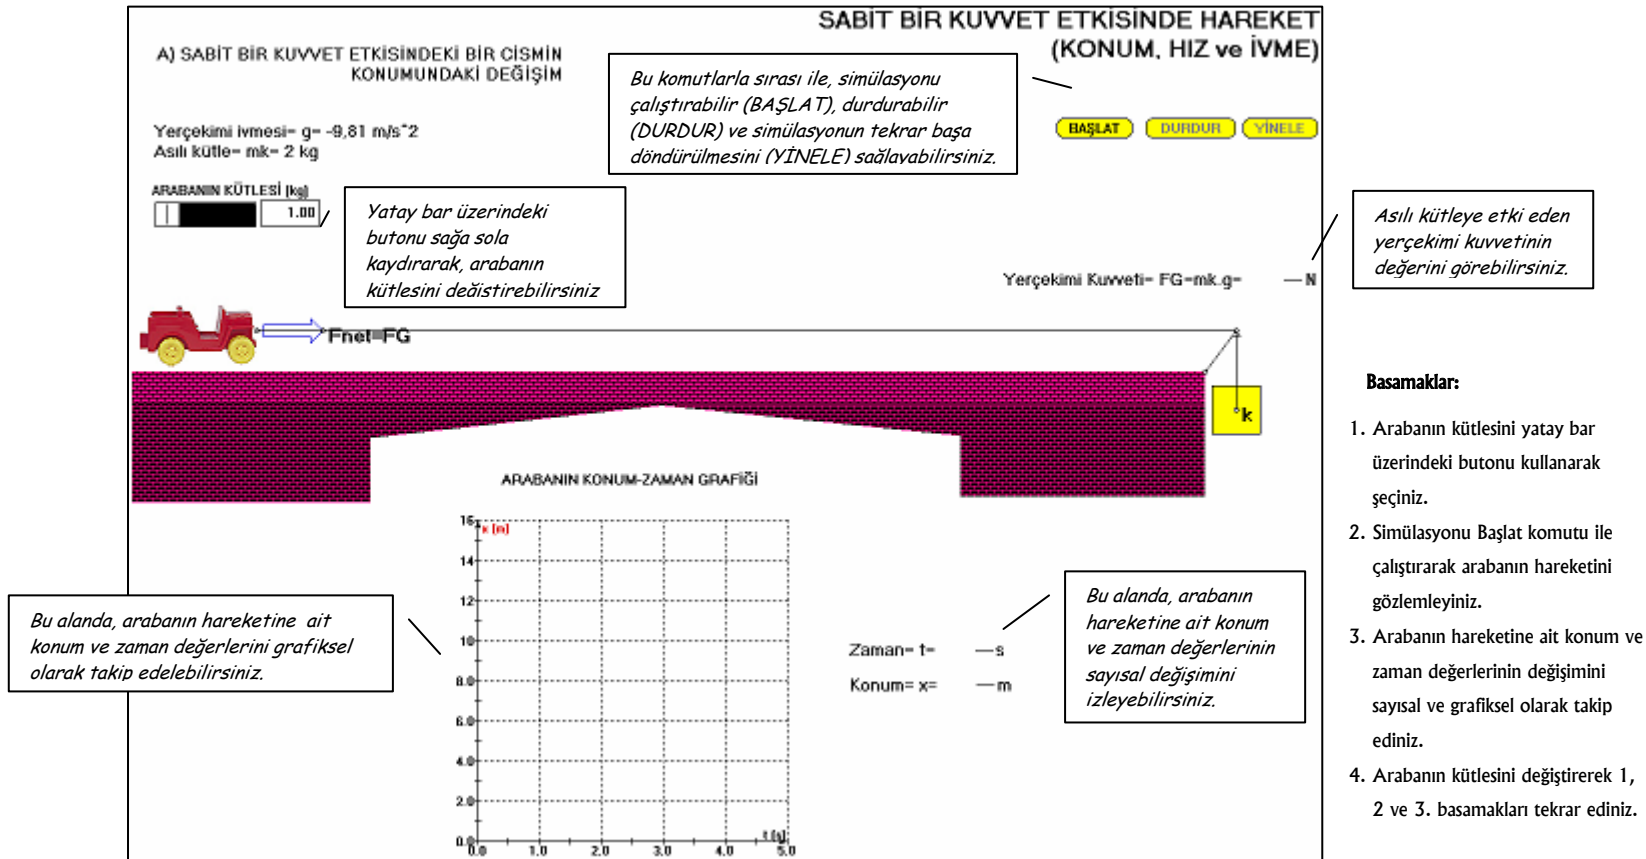 SABİT BİR KUVVET ETKİSİNDE HAREKET
(KONUM, HIZ ve İVME)
A) SABİT BİR KUVVET ETKİSİNDEKİ BİR CİSMİN
KONUMUNDAKİ DEĞİŞİM
Bu komutlarla sırası ile, simülasyonu
çalıştırabilir (BAŞLAT), durdurabilir
(DURDUR) ve simülasyonun tekrar başa
döndürülmesini (YİNELE) sağlayabilirsiniz.
BAŞLAT
DURDUR
YİNELE
Yerçekimi ivmesi= g= -9,81 m/s^2
Asılı kütle= mk= 2 kg
ARABANIN KÜTLESİ (kg)
1.00
Yatay bar üzerindeki
butonu sağa sola
kaydırarak, arabanın
kütlesini deăistirebilirsiniz
Asılı kütleye etki eden
yerçekimi kuvvetinin
değerini görebilirsiniz.
Yerçekimi Kuvveti= FG=mk.g= — N
Fnet=FG
k
ARABANIN KONUM-ZAMAN GRAFİĞİ
16
x (m)
14
12
10
8.0
6.0
4.0
2.0
0.0
t (s)
0.0 1.0 2.0 3.0 4.0 5.0
Bu alanda, arabanın hareketine ait
konum ve zaman değerlerini grafiksel
olarak takip edelebilirsiniz.
Zaman= t= — s
Konum= x= — m
Bu alanda, arabanın
hareketine ait konum
ve zaman değerlerinin
sayısal değişimini
izleyebilirsiniz.
Basamaklar:
1. Arabanın kütlesini yatay bar
üzerindeki butonu kullanarak
şeçiniz.
2. Simülasyonu Başlat komutu ile
çalıştırarak arabanın hareketini
gözlemleyiniz.
3. Arabanın hareketine ait konum ve
zaman değerlerinin değişimini
sayısal ve grafiksel olarak takip
ediniz.
4. Arabanın kütlesini değiştirerek 1,
2 ve 3. basamakları tekrar ediniz.